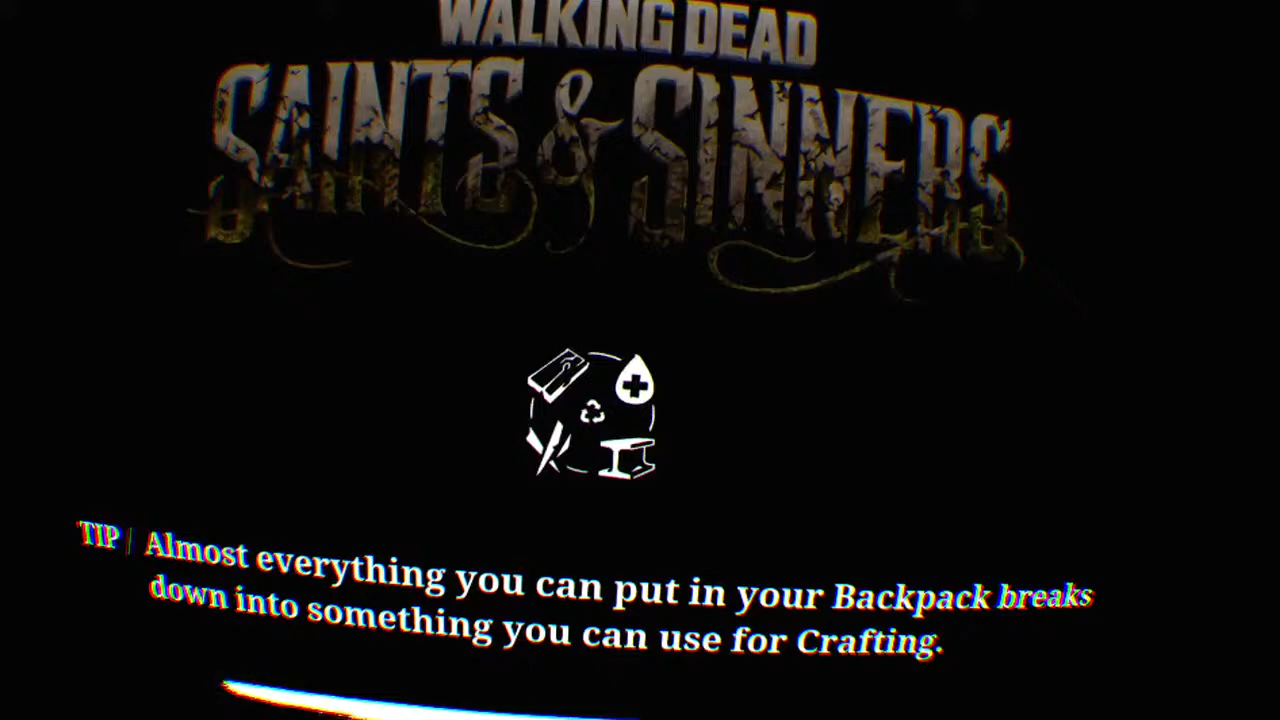 WALKING DEAD
SAINTS & SINNERS
TIP | Almost everything you can put in your Backpack breaks
down into something you can use for Crafting.